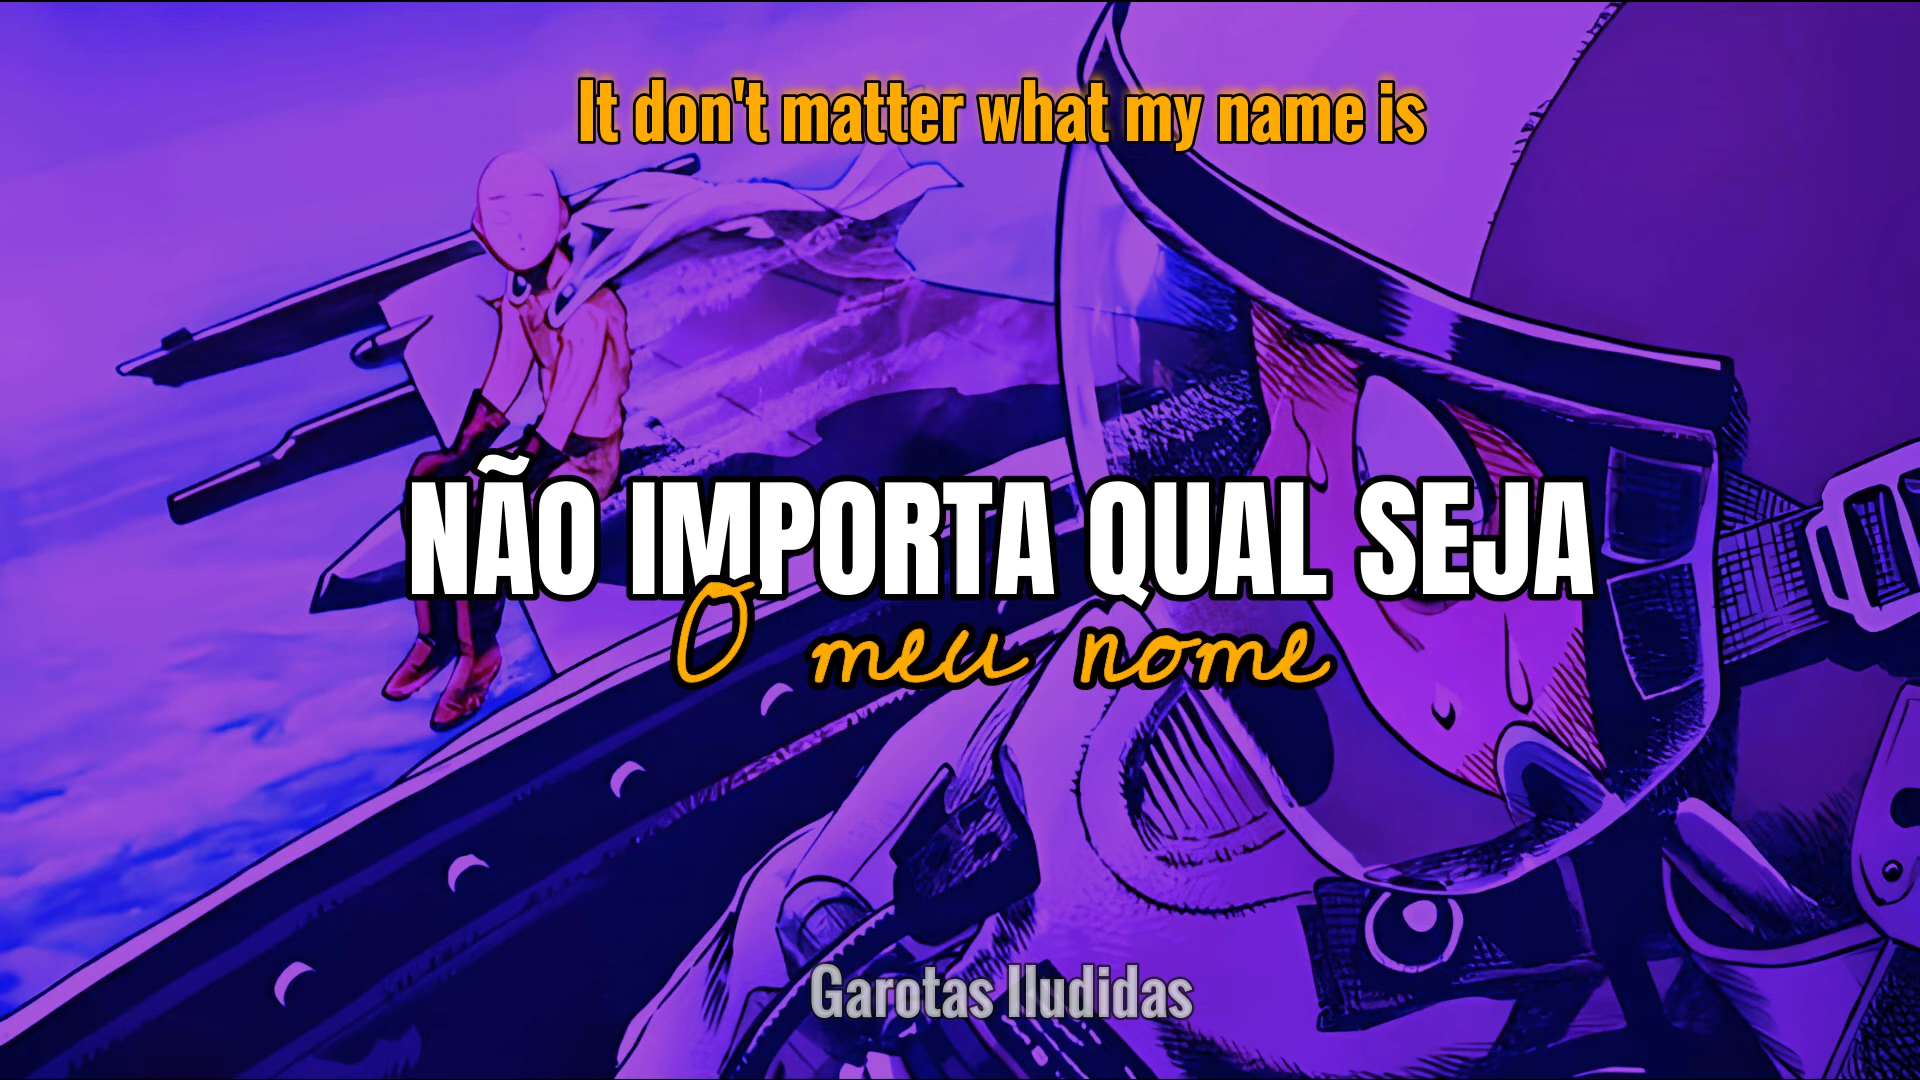 It don't matter what my name is
NÃO IMPORTA QUAL SEJA
O meu nome
Garotas Iludidas